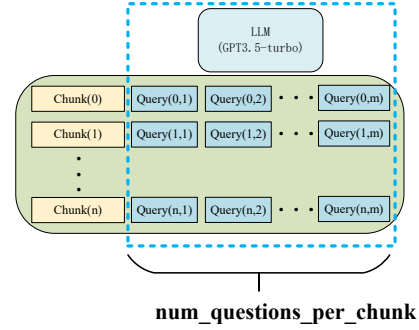 LLM
(GPT3.5-turbo)
Chunk(0) Query(0,1) Query(0,2) · · · Query(0,m)
Chunk(1) Query(1,1) Query(1,2) · · · Query(1,m)
Chunk(n) Query(n,1) Query(n,2) · · · Query(n,m)
num_questions_per_chunk